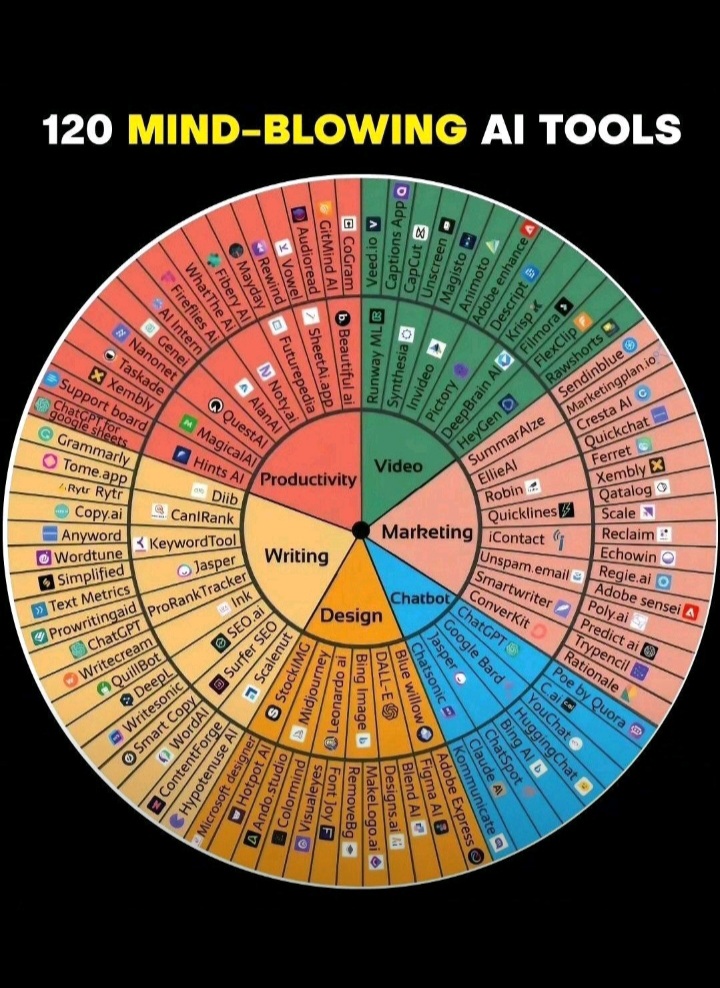 120 MIND-BLOWING AI TOOLS
Video
Runway ML
Synthesia
Invideo
Pictory
DeepBrain AI
HeyGen
Veed.io
Captions App
CapCut
Unscreen
Magisto
Animoto
Adobe enhance
Descript
Krisp
Filmora
FlexClip
Rawshorts
Marketing
SummarAIze
EllieAI
Robin
Quicklines
iContact
Unspam.email
Smartwriter
ConverKit
Sendinblue
Marketingplan.io
Cresta AI
Quickchat
Ferret
Xembly
Qatalog
Scale
Reclaim
Echowin
Regie.ai
Adobe sensei
Poly.ai
Predict ai
Trypencil
Rationale
Chatbot
ChatGPT
Google Bard
Jasper
Chatsonic
Poe by Quora
C.ai
YouChat
HuggingChat
Bing AI
ChatSpot
Claude
Kommunicate
Design
Blue willow
DALL-E
Bing Image
Leonardo ai
Midjourney
StockIMG
Adobe Express
Figma AI
Blend AI
Designs.ai
MakeLogo.ai
RemoveBg
Font Joy
Visualeyes
Colormind
Ando.studio
Hotpot AI
Microsoft designer
Writing
Scalenut
Surfer SEO
SEO.ai
Ink
ProRankTracker
Jasper
KeywordTool
CanIRank
Diib
Hypotenuse AI
ContentForge
WordAI
Smart Copy
Writesonic
DeepL
QuillBot
Writecream
ChatGPT
Prowritingaid
Text Metrics
Simplified
Wordtune
Anyword
Copy.ai
Rytr Rytr
Tome.app
Grammarly
Productivity
Hints AI
MagicalAI
QuestAI
AlanAI
Noty.ai
Futurepedia
SheetAi.app
Beautiful ai
ChatGPT for
google sheets
Support board
Xembly
Taskade
Nanonet
Genei
AI Intern
Fireflies AI
WhatThe AI
Fibery AI
Mayday
Rewind
Vowel
Audioread
GitMind AI
CoGram